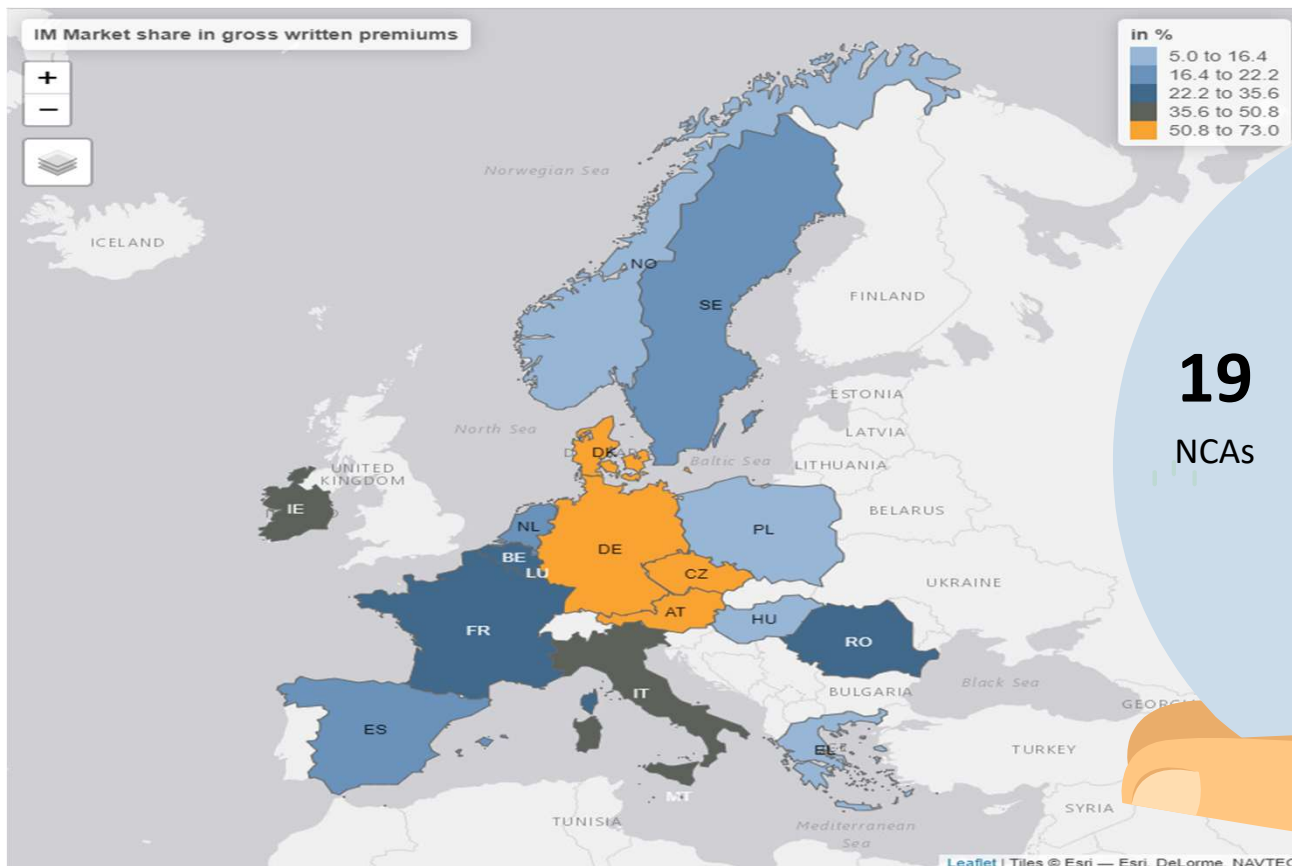 IM Market share in gross written premiums
+
−
in %
5.0 to 16.4
16.4 to 22.2
22.2 to 35.6
35.6 to 50.8
50.8 to 73.0
Norwegian Sea
ICELAND
NO
SE
FINLAND
19
NCAs
ESTONIA
LATVIA
LITHUANIA
North Sea
DK
Baltic Sea
UNITED
KINGDOM
BELARUS
IE
NL
DE
PL
BE
LU
CZ
UKRAINE
AT
HU
FR
RO
IT
BULGARIA
Black Sea
ES
EL
TURKEY
MT
SYRIA
TUNISIA
Mediterranean
Sea
Leaflet | Tiles © Esri — Esri, DeLorme, NAVTEQ